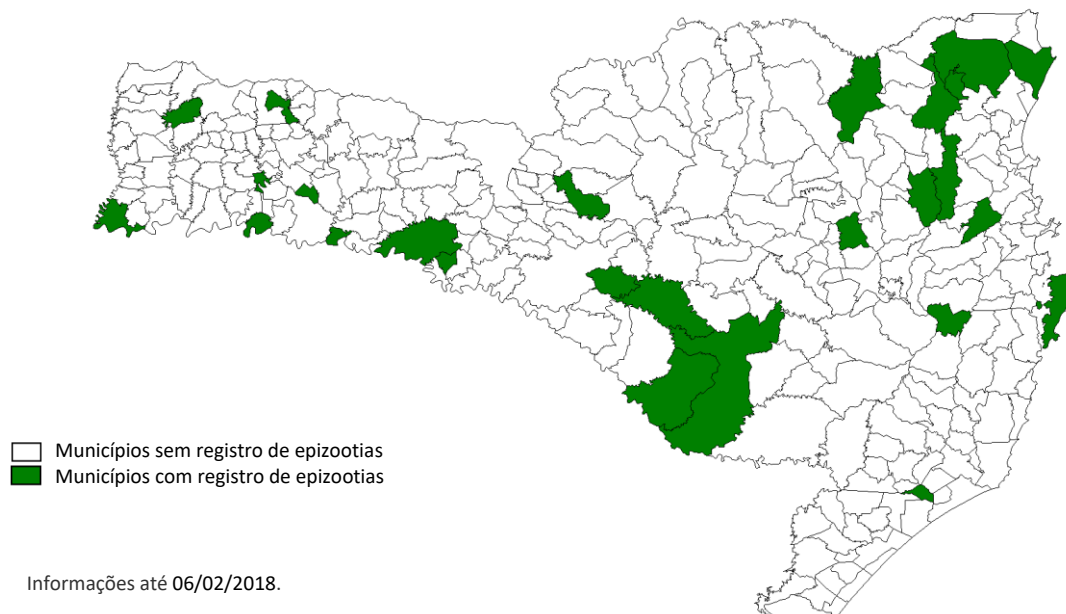 Municípios sem registro de epizootias
Municípios com registro de epizootias
Informações até 06/02/2018.